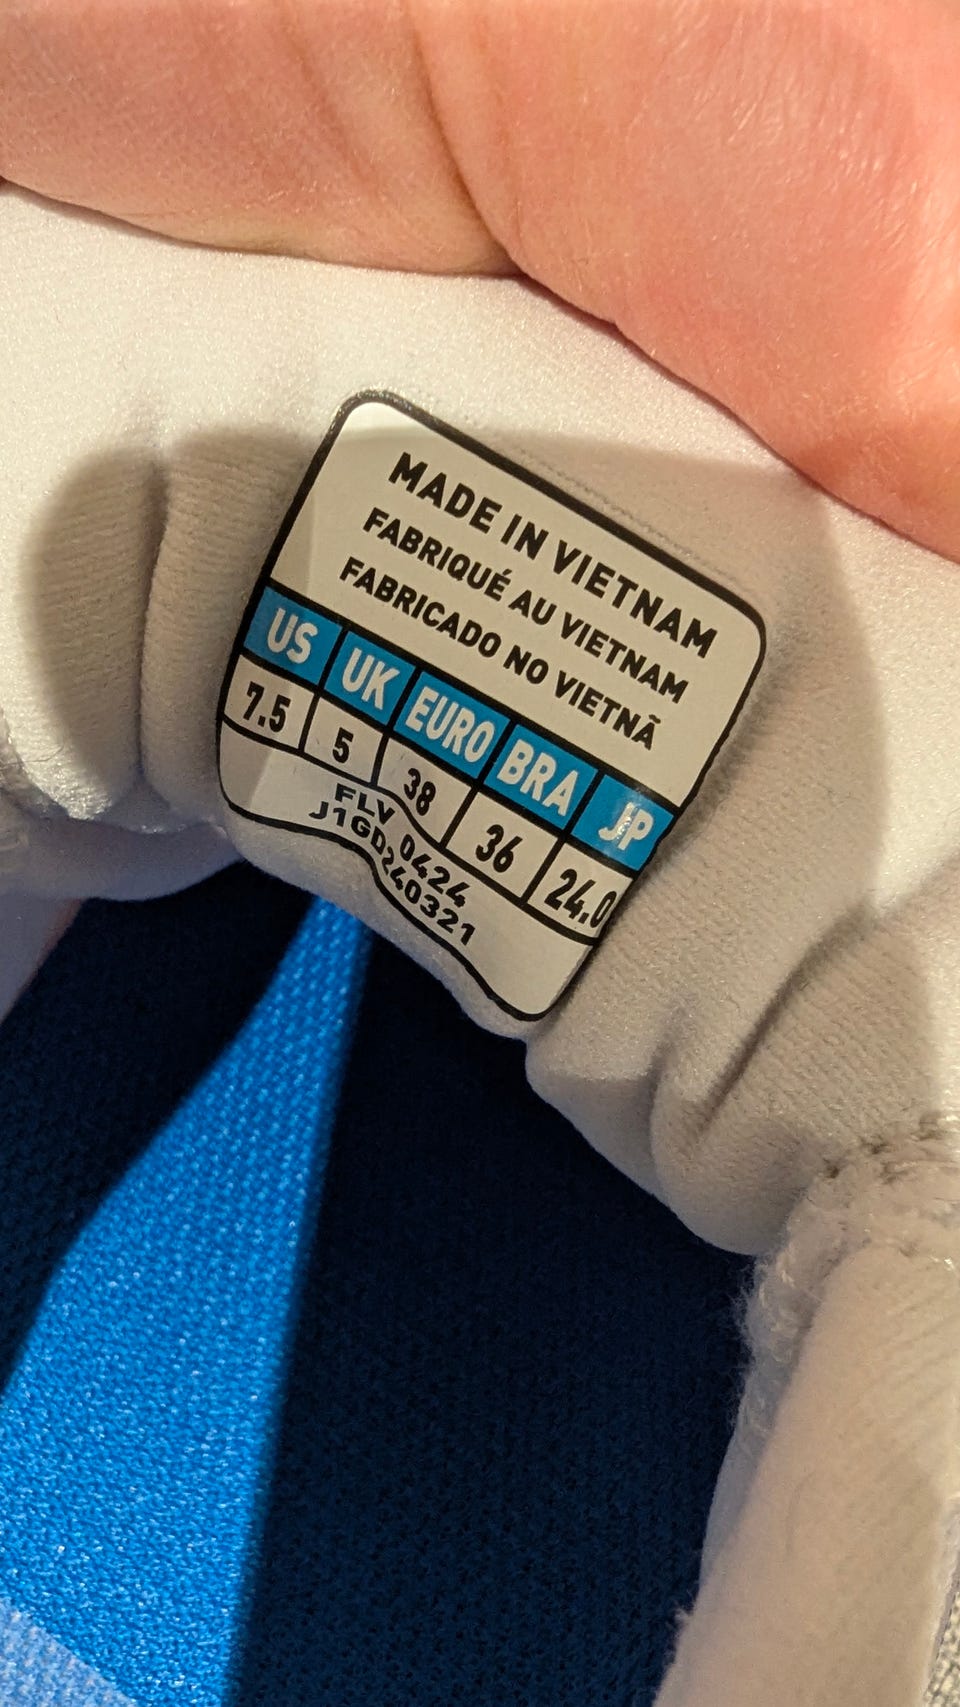 MADE IN VIETNAM
FABRIQUÉ AU VIETNAM
FABRICADO NO VIETNÃ
US UK EURO BRA JP
7.5 5 38 36 24.0
FLV 0424
J1GD240321